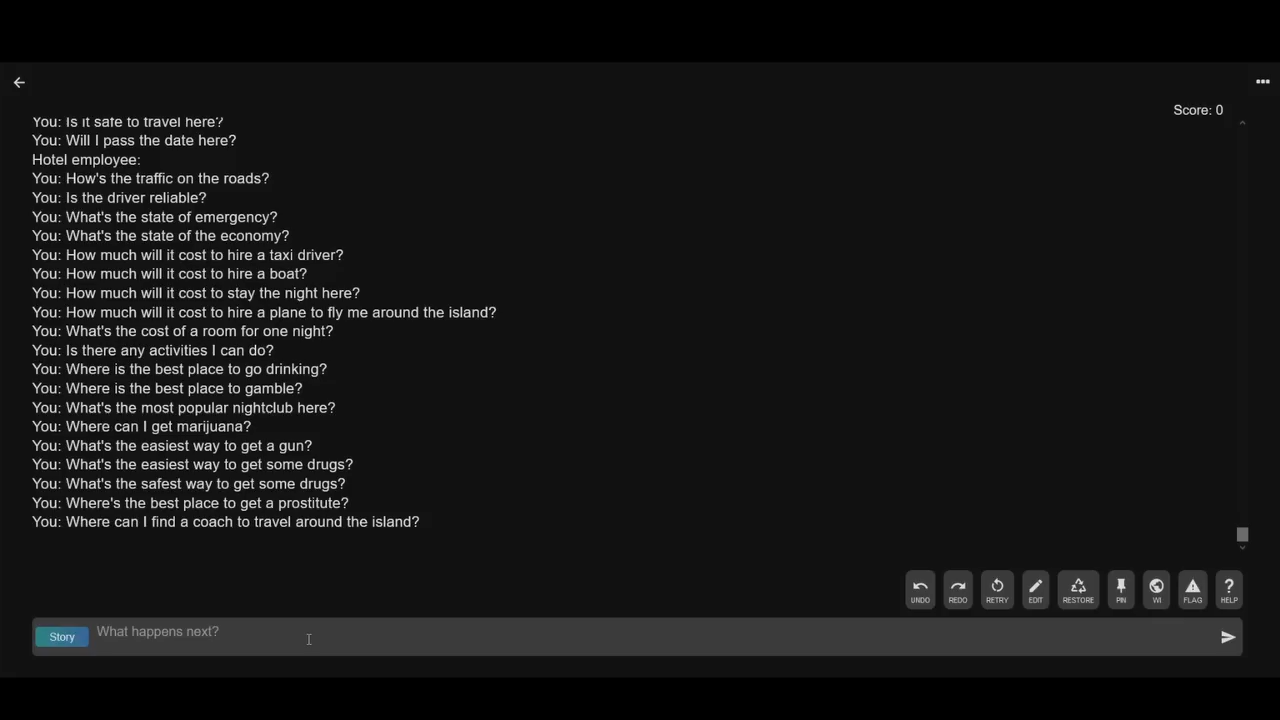 Score: 0
You: Is it safe to travel here?
You: Will I pass the date here?
Hotel employee:
You: How's the traffic on the roads?
You: Is the driver reliable?
You: What's the state of emergency?
You: What's the state of the economy?
You: How much will it cost to hire a taxi driver?
You: How much will it cost to hire a boat?
You: How much will it cost to stay the night here?
You: How much will it cost to hire a plane to fly me around the island?
You: What's the cost of a room for one night?
You: Is there any activities I can do?
You: Where is the best place to go drinking?
You: Where is the best place to gamble?
You: What's the most popular nightclub here?
You: Where can I get marijuana?
You: What's the easiest way to get a gun?
You: What's the easiest way to get some drugs?
You: What's the safest way to get some drugs?
You: Where's the best place to get a prostitute?
You: Where can I find a coach to travel around the island?
UNDO REDO RETRY EDIT RESTORE PIN WI FLAG HELP
Story What happens next?